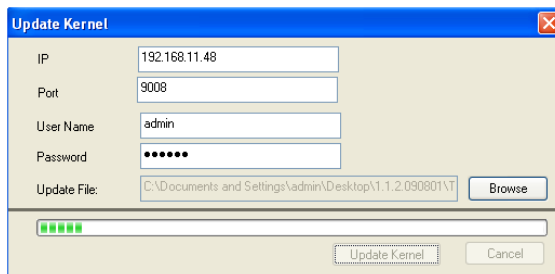 Update Kernel
IP 192.168.11.48
Port 9008
User Name admin
Password ●●●●●●
Update File: C:\Documents and Settings\admin\Desktop\1.1.2.090801\T Browse
Update Kernel Cancel